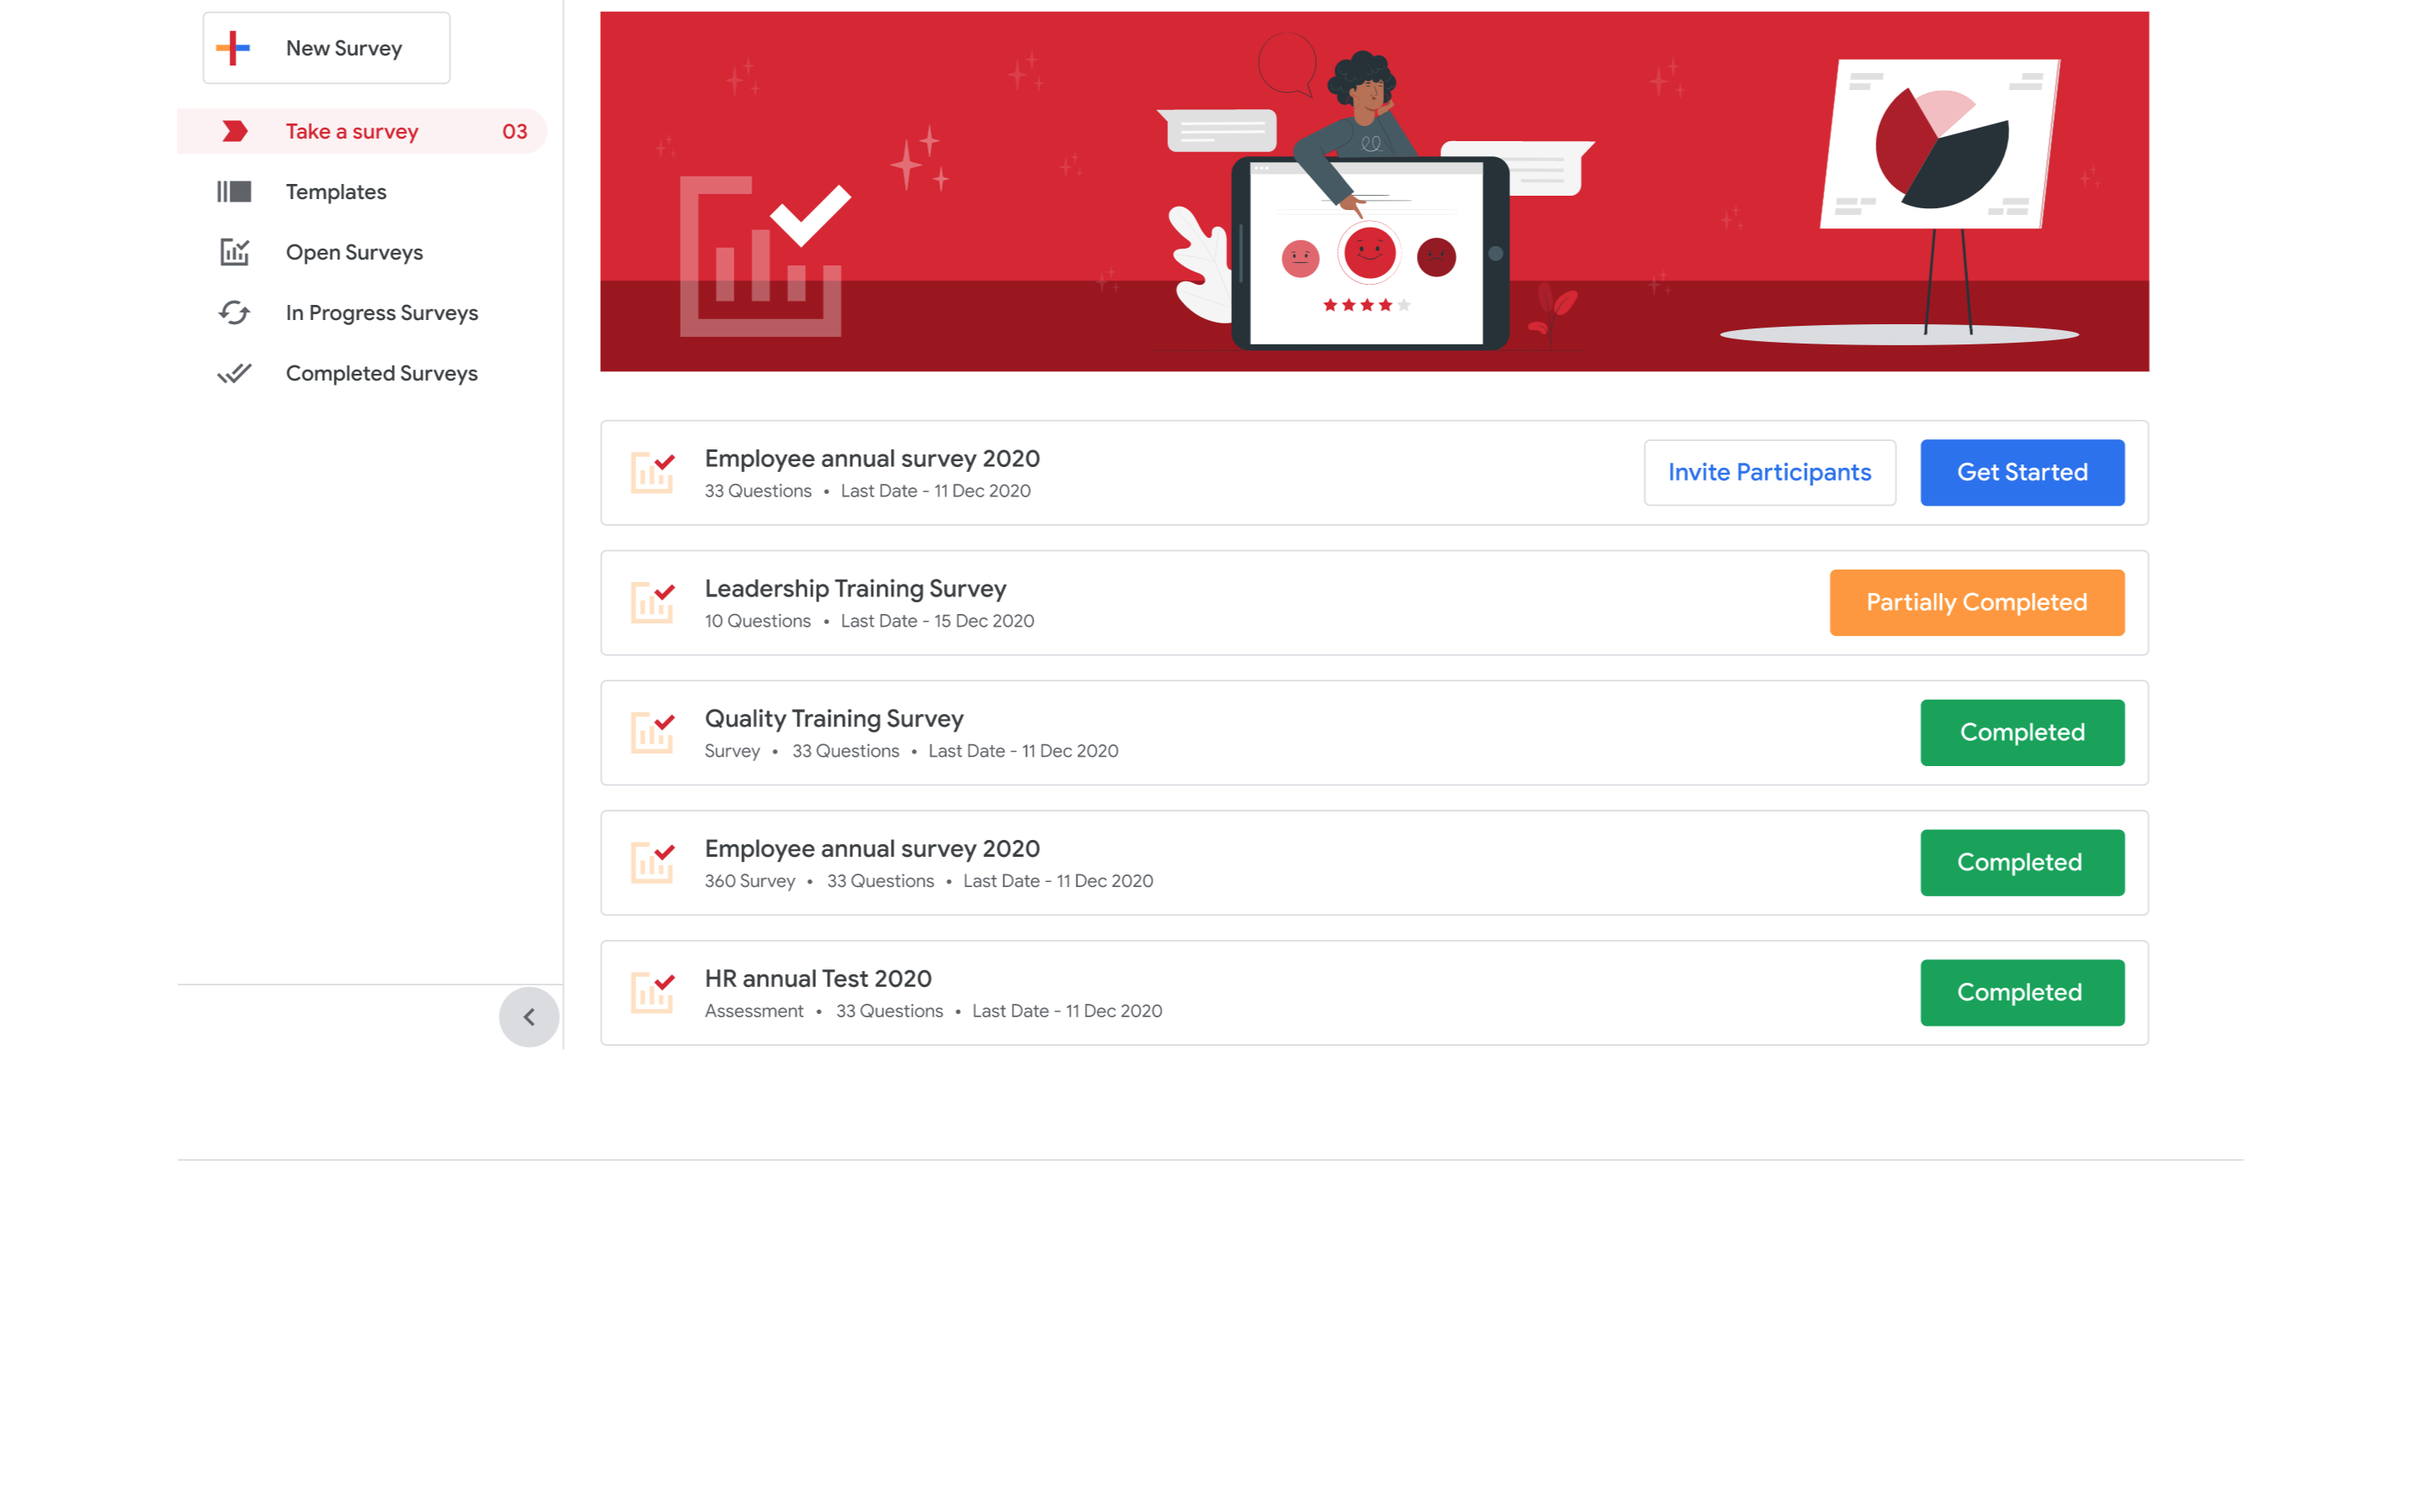 New Survey
Take a survey 03
Templates
Open Surveys
In Progress Surveys
Completed Surveys
Employee annual survey 2020
33 Questions • Last Date - 11 Dec 2020
Invite Participants
Get Started
Leadership Training Survey
10 Questions • Last Date - 15 Dec 2020
Partially Completed
Quality Training Survey
Survey • 33 Questions • Last Date - 11 Dec 2020
Completed
Employee annual survey 2020
360 Survey • 33 Questions • Last Date - 11 Dec 2020
Completed
HR annual Test 2020
Assessment • 33 Questions • Last Date - 11 Dec 2020
Completed